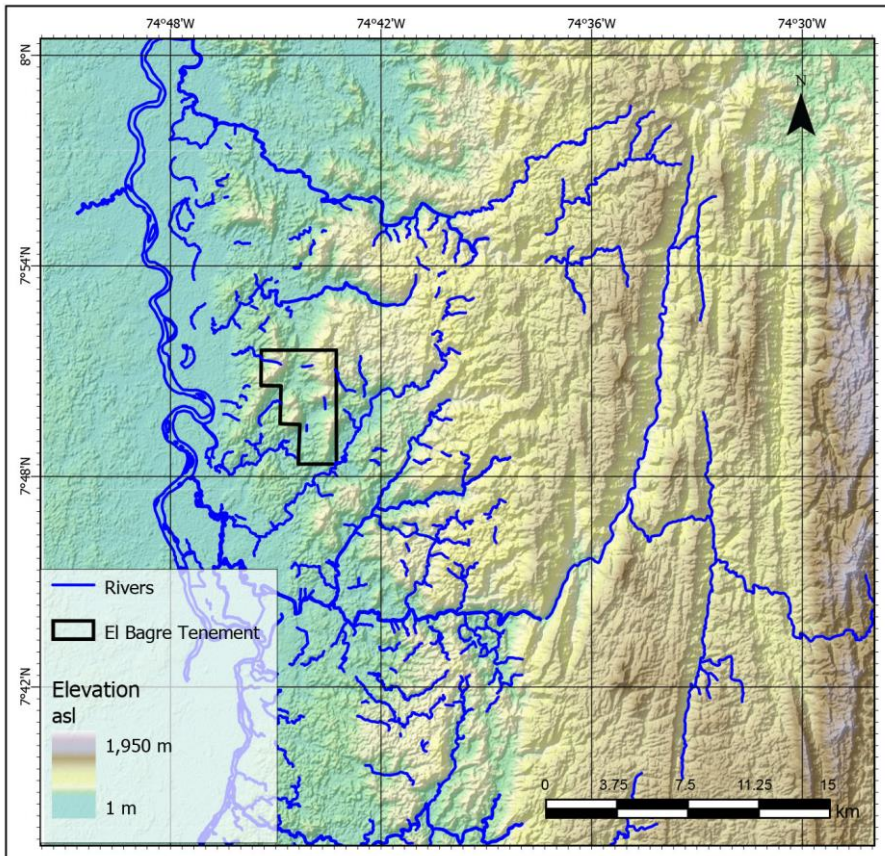 74°48'W 74°42'W 74°36'W 74°30'W
8°N
N
7°54'N
7°48'N
7°42'N
Rivers
El Bagre Tenement
Elevation
asl
1,950 m
1 m
0 3.75 7.5 11.25 15
km